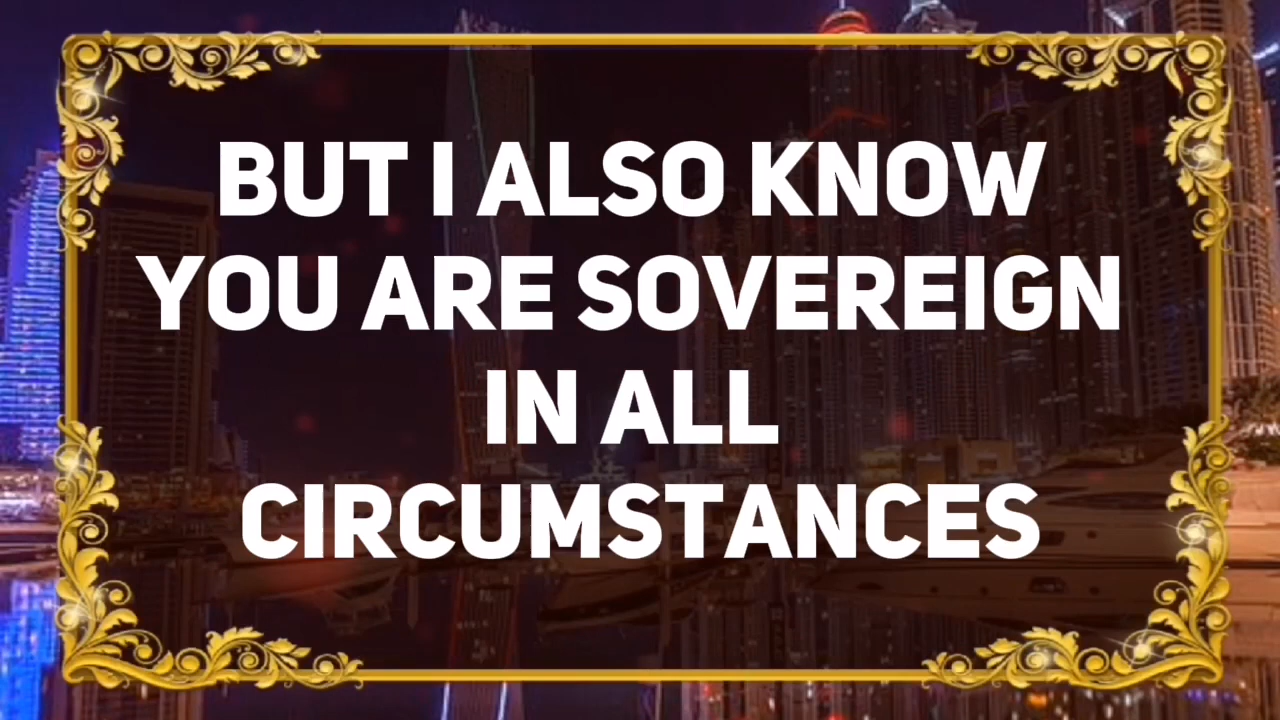 BUT I ALSO KNOW
YOU ARE SOVEREIGN
IN ALL
CIRCUMSTANCES